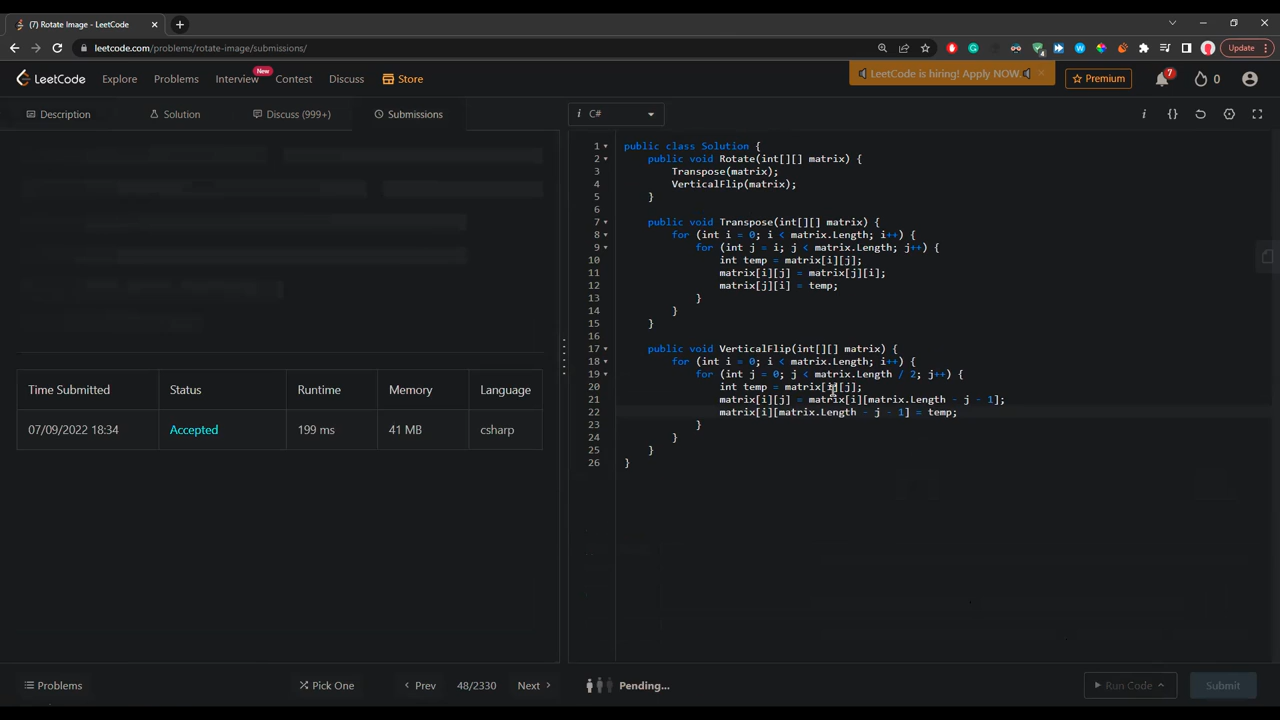 (7) Rotate Image - LeetCode
leetcode.com/problems/rotate-image/submissions/
Update
LeetCode
Explore
Problems
Interview
New
Contest
Discuss
Store
LeetCode is hiring! Apply NOW.
Premium
7
0
Description
Solution
Discuss (999+)
Submissions
i C#
Time Submitted Status Runtime Memory Language
07/09/2022 18:34 Accepted 199 ms 41 MB csharp
1 public class Solution {
2 public void Rotate(int[][] matrix) {
3 Transpose(matrix);
4 VerticalFlip(matrix);
5 }
6
7 public void Transpose(int[][] matrix) {
8 for (int i = 0; i < matrix.Length; i++) {
9 for (int j = i; j < matrix.Length; j++) {
10 int temp = matrix[i][j];
11 matrix[i][j] = matrix[j][i];
12 matrix[j][i] = temp;
13 }
14 }
15 }
16
17 public void VerticalFlip(int[][] matrix) {
18 for (int i = 0; i < matrix.Length; i++) {
19 for (int j = 0; j < matrix.Length / 2; j++) {
20 int temp = matrix[i][j];
21 matrix[i][j] = matrix[i][matrix.Length - j - 1];
22 matrix[i][matrix.Length - j - 1] = temp;
23 }
24 }
25 }
26 }
Problems
Pick One
Prev
48/2330
Next
Pending...
Run Code
Submit